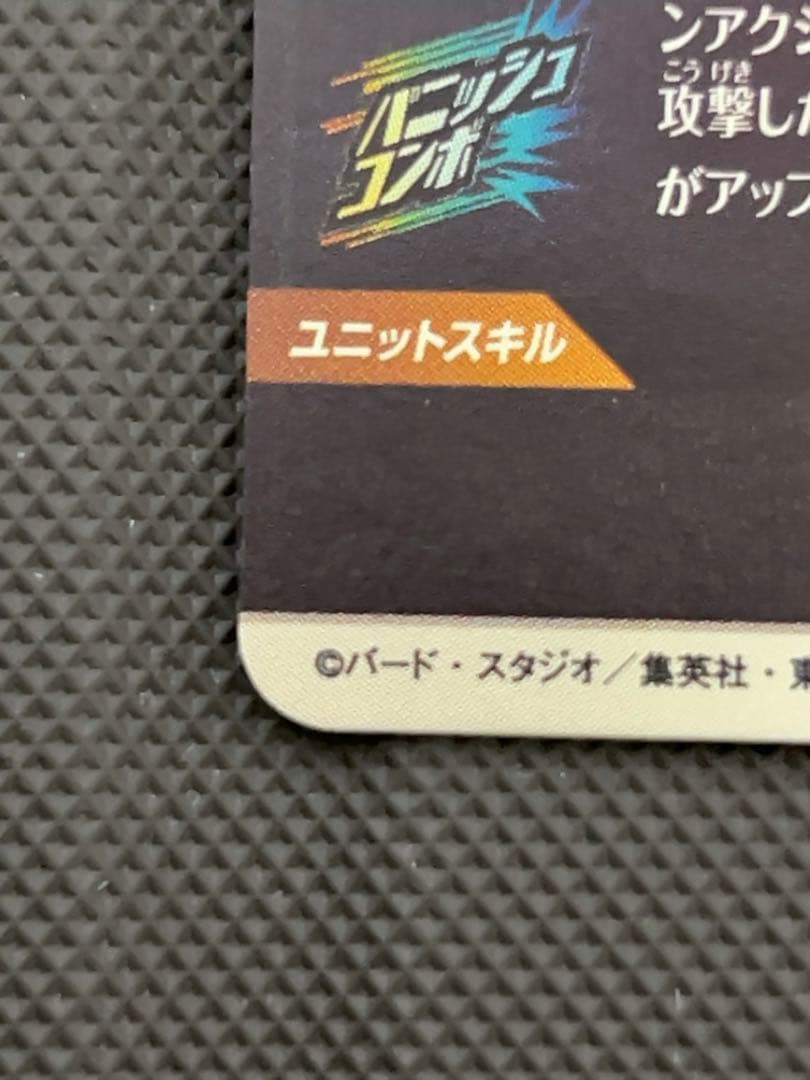 バニッシュ
コンボ
ンアクシ
こうげき
攻撃した
がアップ
ユニットスキル
©バード・スタジオ／集英社・東